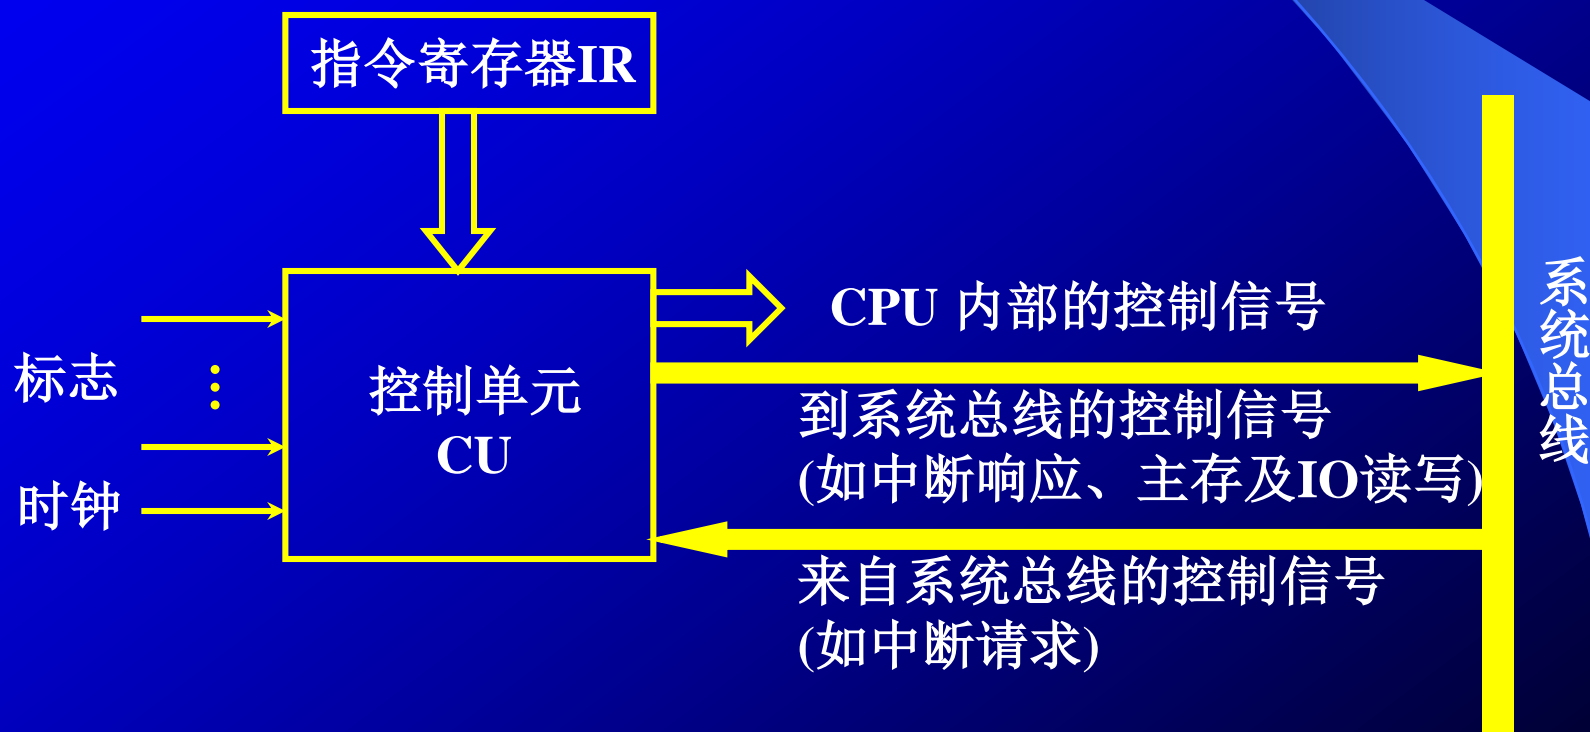 指令寄存器IR
CPU 内部的控制信号
标志
控制单元
CU
到系统总线的控制信号
(如中断响应、主存及IO读写)
时钟
来自系统总线的控制信号
(如中断请求)
系统总线